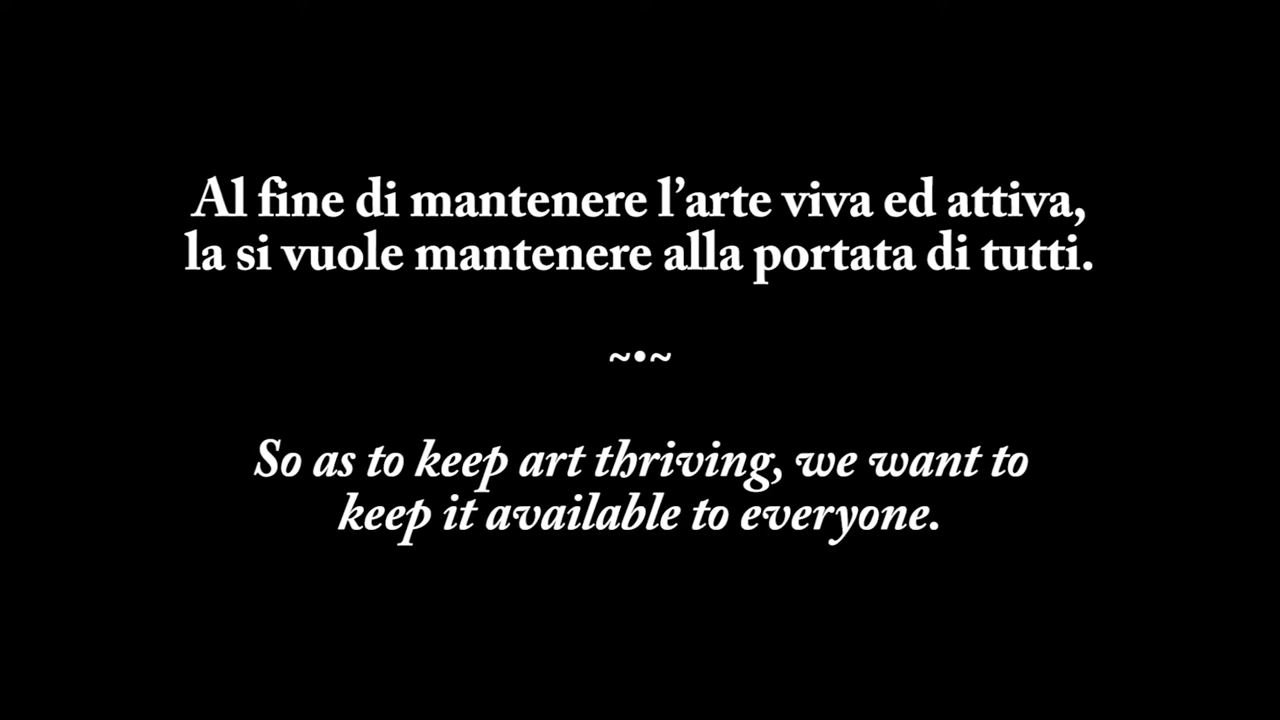 Al fine di mantenere l’arte viva ed attiva,
la si vuole mantenere alla portata di tutti.
~•~
So as to keep art thriving, we want to
keep it available to everyone.